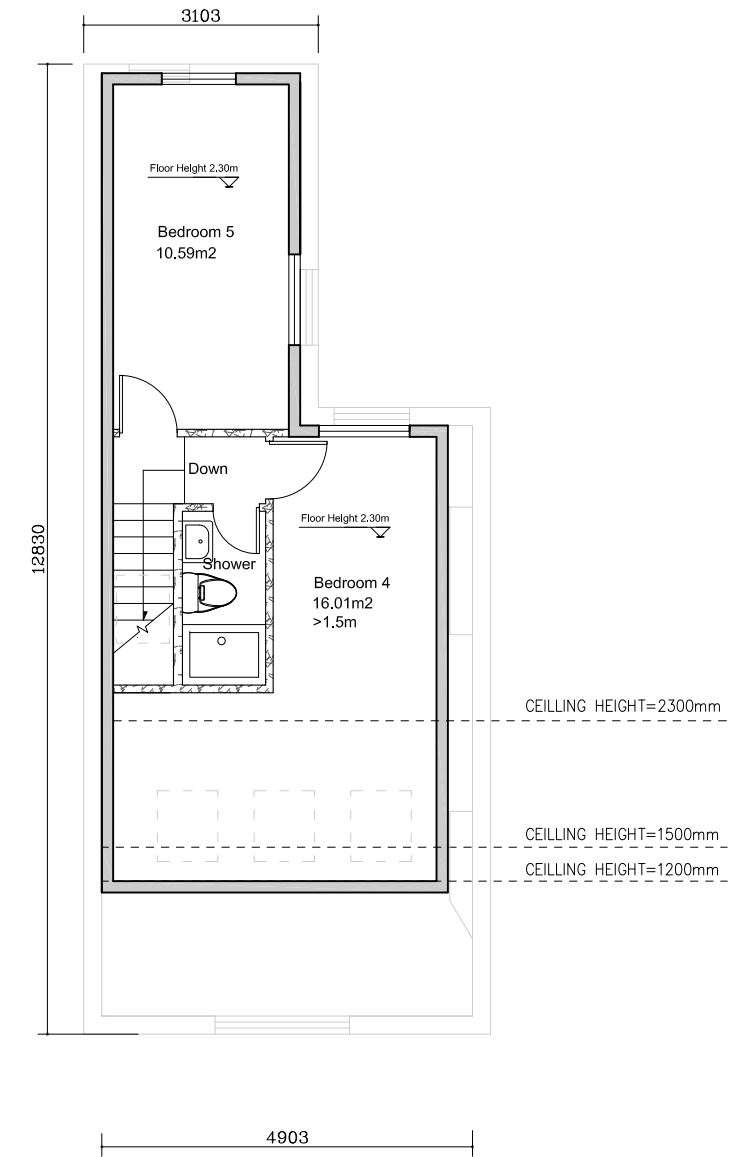 3103
Floor Height 2.30m
Bedroom 5
10.59m2
Down
Floor Height 2.30m
12830
Shower
Bedroom 4
16.01m2
>1.5m
CEILLING HEIGHT=2300mm
CEILLING HEIGHT=1500mm
CEILLING HEIGHT=1200mm
4903